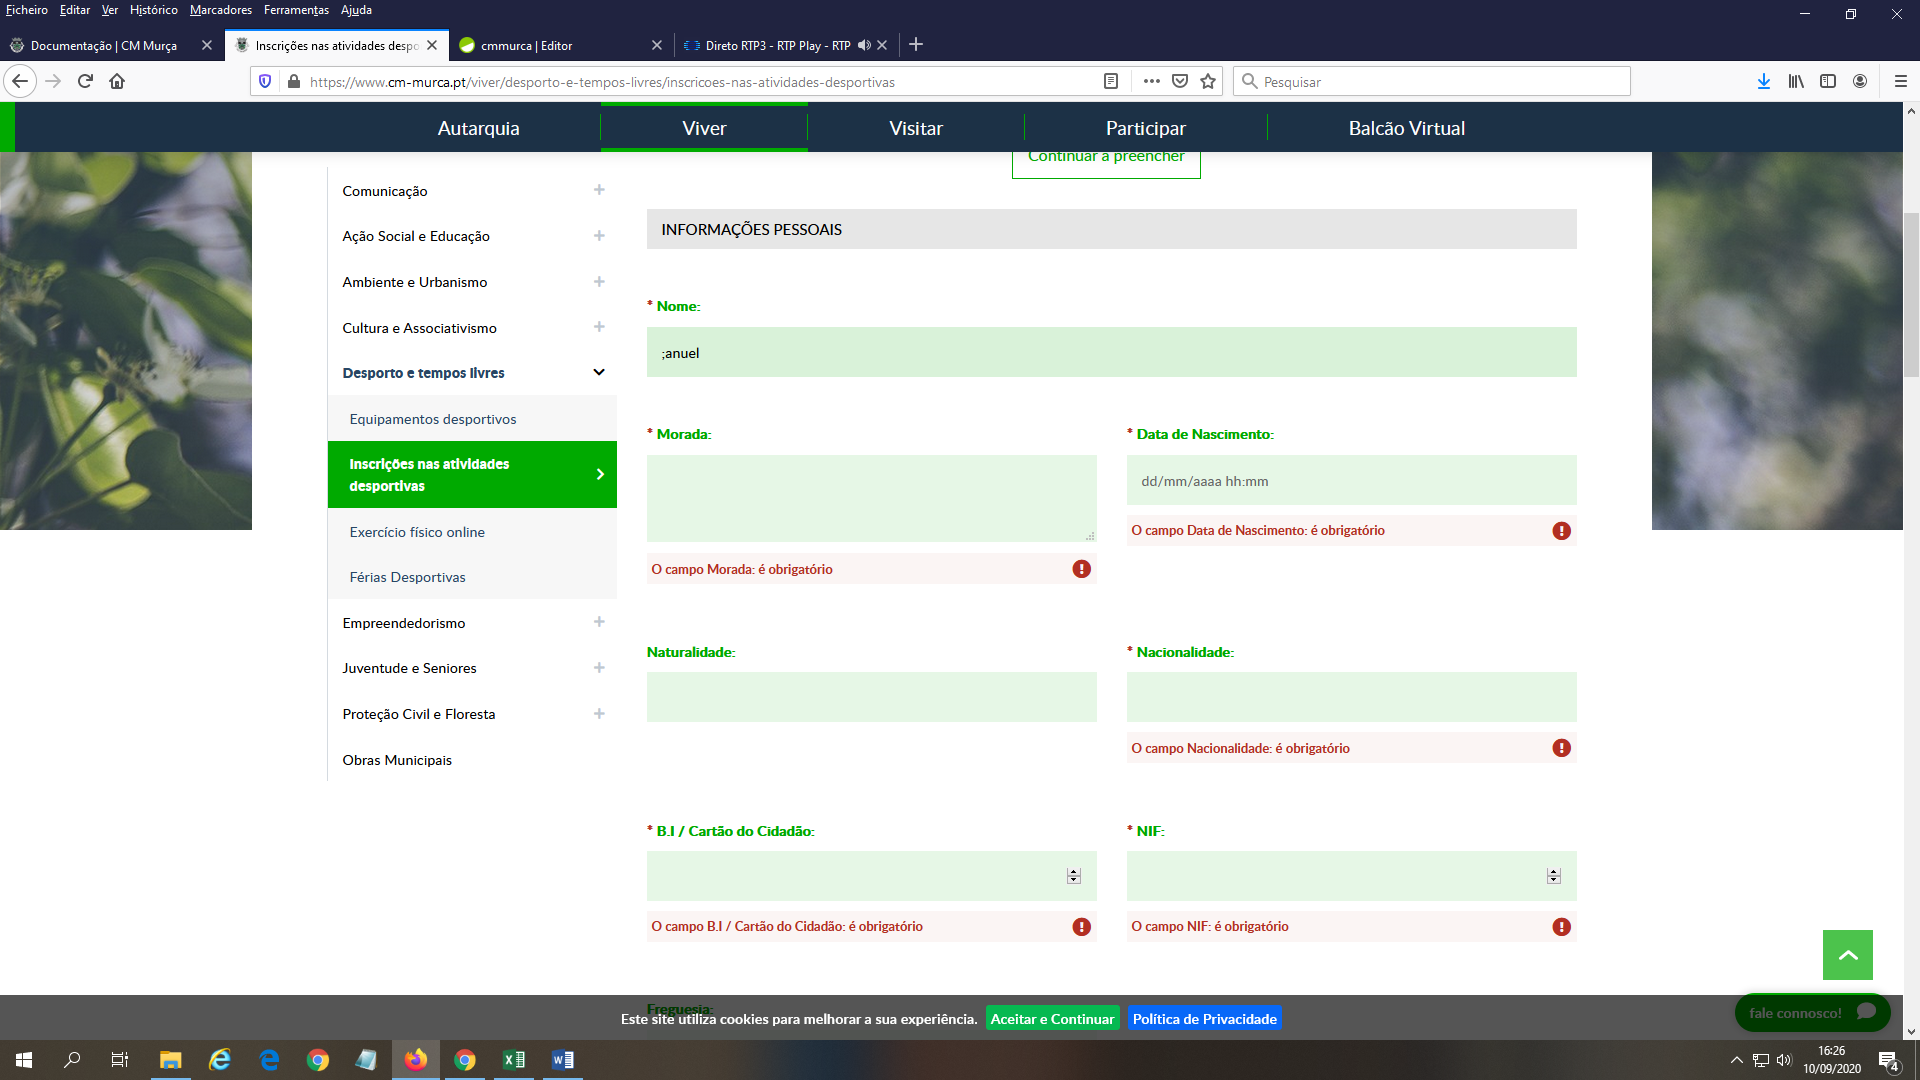 Ficheiro Editar Ver Histórico Marcadores Ferramentas Ajuda
Documentação | CM Murça
Inscrições nas atividades despo
cmmurca | Editor
Direto RTP3 - RTP Play - RTP
https://www.cm-murca.pt/viver/desporto-e-tempos-livres/inscricoes-nas-atividades-desportivas
Pesquisar
Autarquia
Viver
Visitar
Participar
Balcão Virtual
Continuar a preencher
Comunicação
Ação Social e Educação
Ambiente e Urbanismo
Cultura e Associativismo
Desporto e tempos livres
Equipamentos desportivos
Inscrições nas atividades
desportivas
Exercício físico online
Férias Desportivas
Empreendedorismo
Juventude e Seniores
Proteção Civil e Floresta
Obras Municipais
INFORMAÇÕES PESSOAIS
* Nome:
;anuel
* Morada:
O campo Morada: é obrigatório
* Data de Nascimento:
dd/mm/aaaa hh:mm
O campo Data de Nascimento: é obrigatório
Naturalidade:
* Nacionalidade:
O campo Nacionalidade: é obrigatório
* B.I / Cartão do Cidadão:
O campo B.I / Cartão do Cidadão: é obrigatório
* NIF:
O campo NIF: é obrigatório
Freguesia:
Este site utiliza cookies para melhorar a sua experiência.
Aceitar e Continuar
Política de Privacidade
fale connosco!
16:26
10/09/2020
4